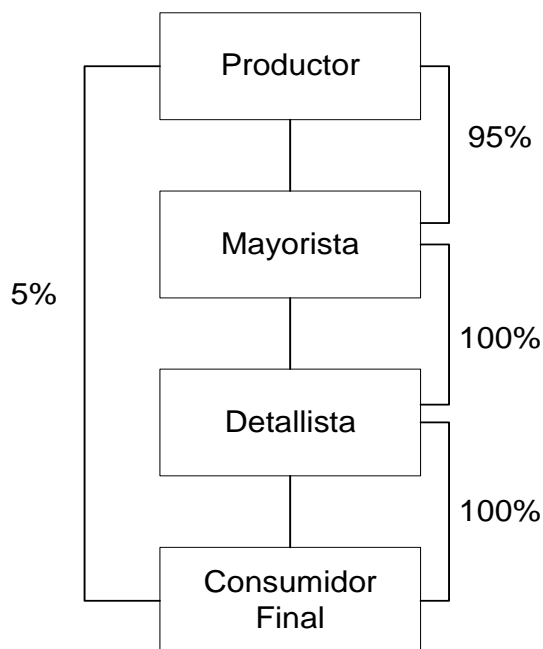 Productor
95%
Mayorista
5%
100%
Detallista
100%
Consumidor
Final